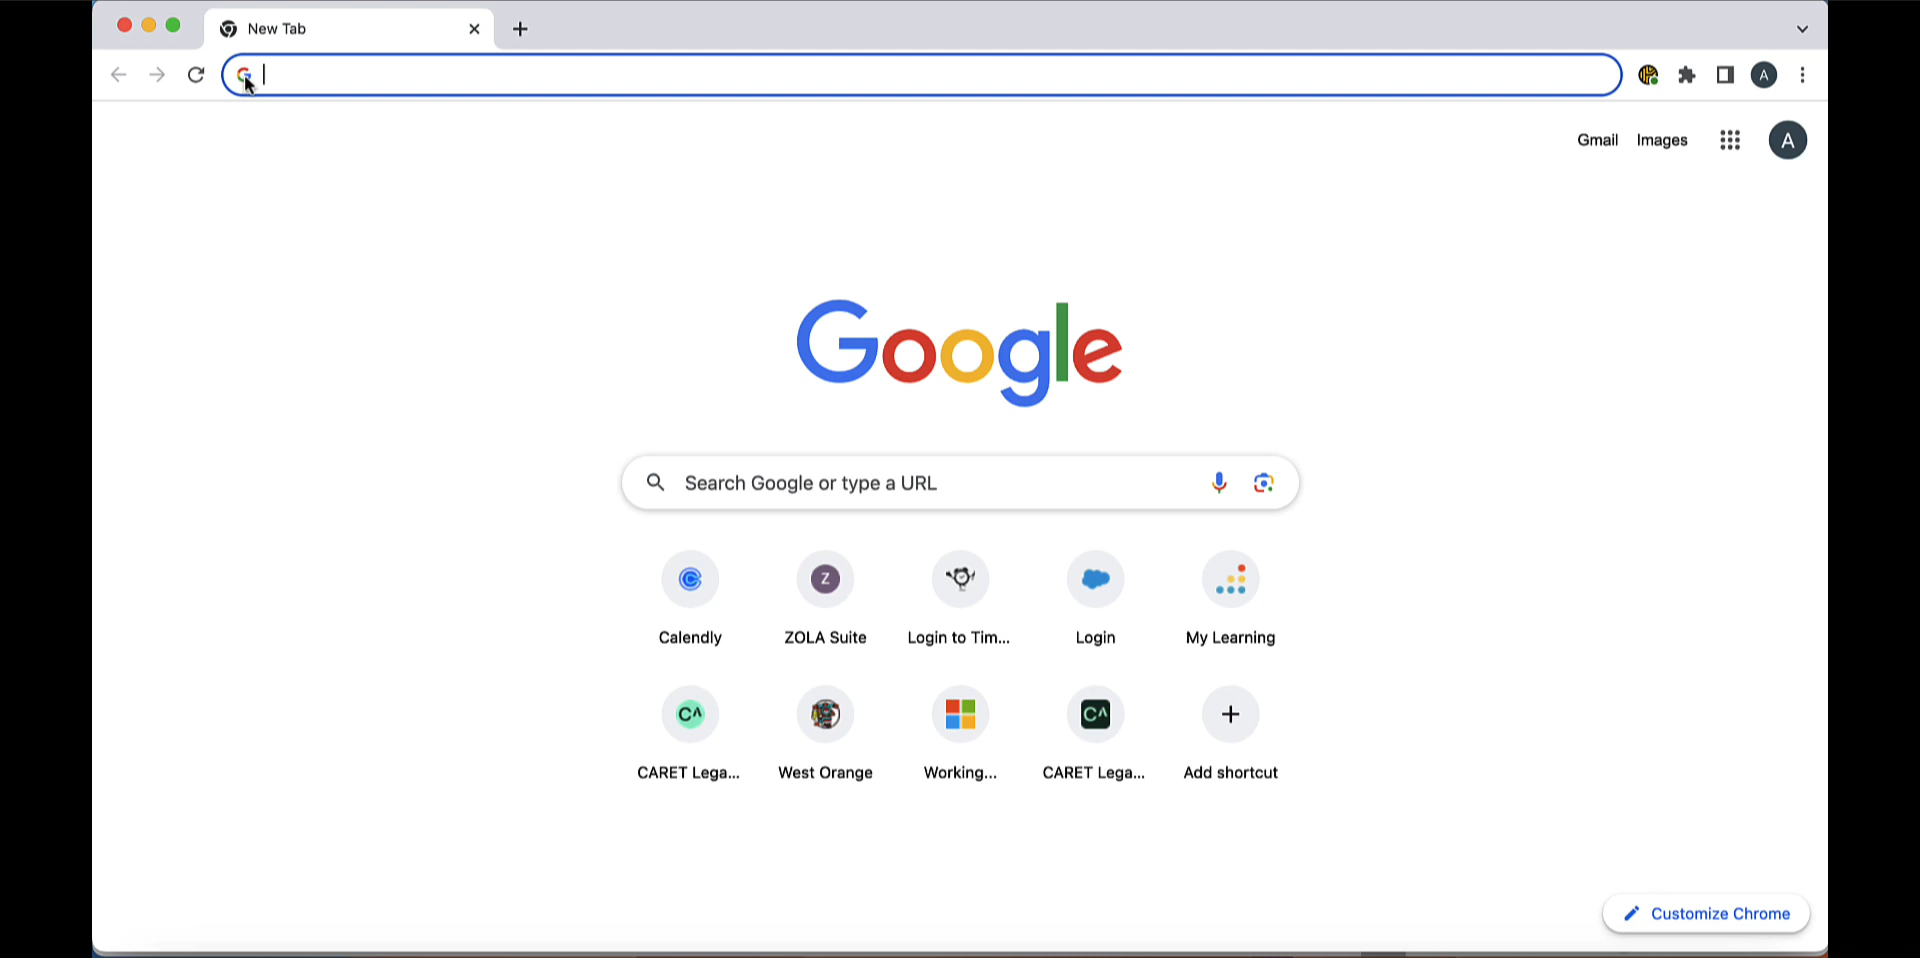 New Tab
A
Gmail Images A
Google
Search Google or type a URL
Z
Calendly ZOLA Suite Login to Tim... Login My Learning
C^ C^
CARET Lega... West Orange Working... CARET Lega... Add shortcut
Customize Chrome